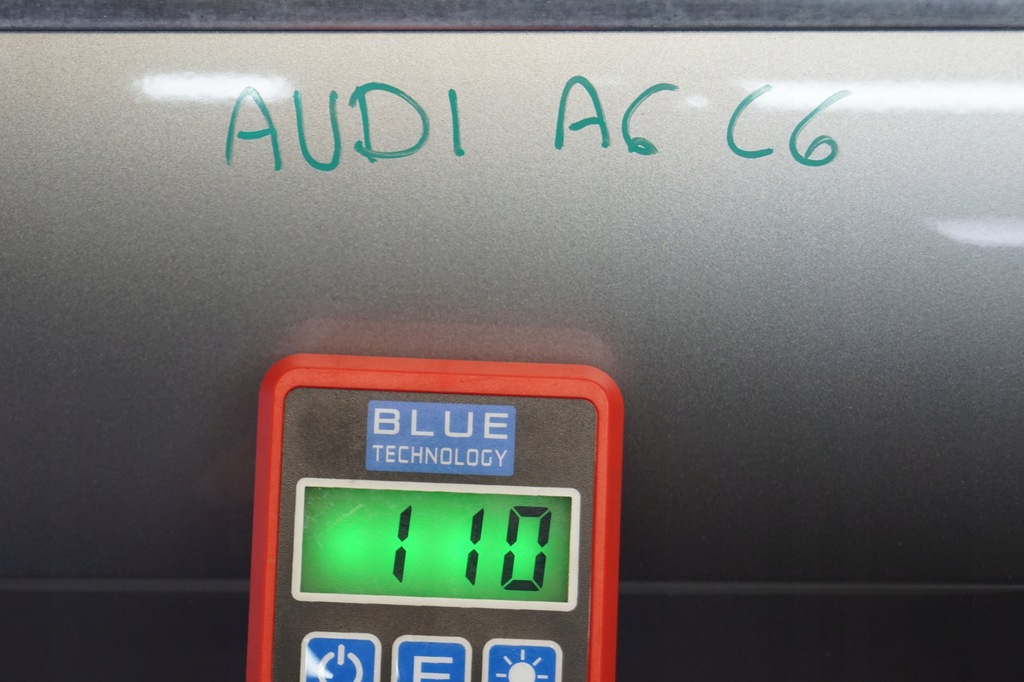 AUDI A6 C6
BLUE
TECHNOLOGY
110
E